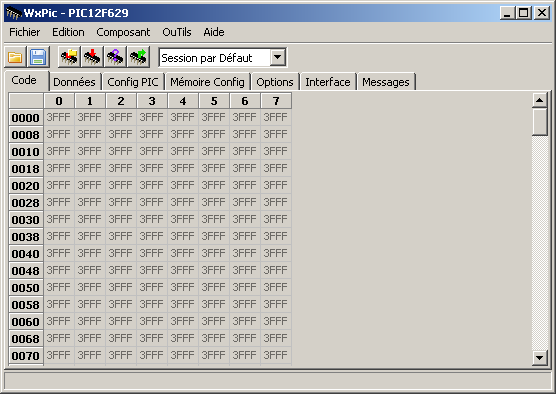 WxPic - PIC12F629
Fichier Edition Composant OuTils Aide
Session par Défaut
Code Données Config PIC Mémoire Config Options Interface Messages
0 1 2 3 4 5 6 7
0000 3FFF 3FFF 3FFF 3FFF 3FFF 3FFF 3FFF 3FFF
0008 3FFF 3FFF 3FFF 3FFF 3FFF 3FFF 3FFF 3FFF
0010 3FFF 3FFF 3FFF 3FFF 3FFF 3FFF 3FFF 3FFF
0018 3FFF 3FFF 3FFF 3FFF 3FFF 3FFF 3FFF 3FFF
0020 3FFF 3FFF 3FFF 3FFF 3FFF 3FFF 3FFF 3FFF
0028 3FFF 3FFF 3FFF 3FFF 3FFF 3FFF 3FFF 3FFF
0030 3FFF 3FFF 3FFF 3FFF 3FFF 3FFF 3FFF 3FFF
0038 3FFF 3FFF 3FFF 3FFF 3FFF 3FFF 3FFF 3FFF
0040 3FFF 3FFF 3FFF 3FFF 3FFF 3FFF 3FFF 3FFF
0048 3FFF 3FFF 3FFF 3FFF 3FFF 3FFF 3FFF 3FFF
0050 3FFF 3FFF 3FFF 3FFF 3FFF 3FFF 3FFF 3FFF
0058 3FFF 3FFF 3FFF 3FFF 3FFF 3FFF 3FFF 3FFF
0060 3FFF 3FFF 3FFF 3FFF 3FFF 3FFF 3FFF 3FFF
0068 3FFF 3FFF 3FFF 3FFF 3FFF 3FFF 3FFF 3FFF
0070 3FFF 3FFF 3FFF 3FFF 3FFF 3FFF 3FFF 3FFF